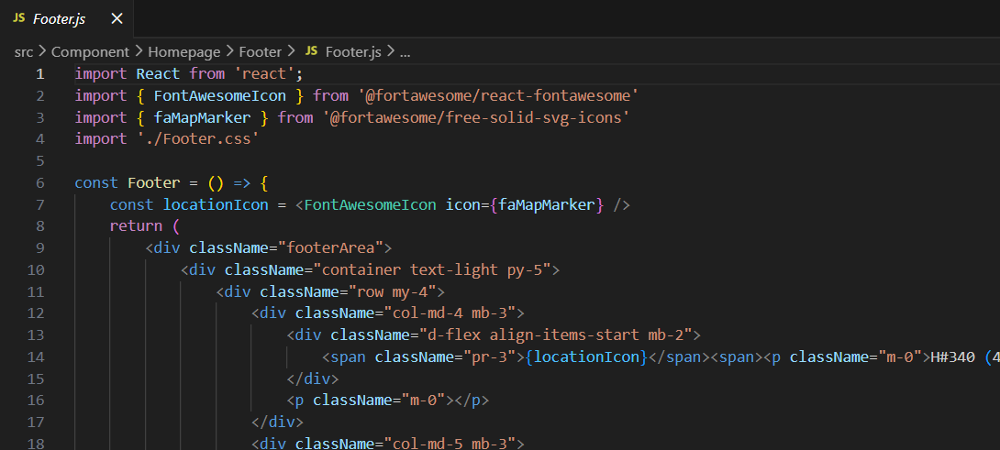 JS Footer.js ×
src > Component > Homepage > Footer > JS Footer.js > ...
1 import React from 'react';
2 import { FontAwesomeIcon } from '@fortawesome/react-fontawesome'
3 import { faMapMarker } from '@fortawesome/free-solid-svg-icons'
4 import './Footer.css'
5
6 const Footer = () => {
7     const locationIcon = <FontAwesomeIcon icon={faMapMarker} />
8     return (
9         <div className="footerArea">
10             <div className="container text-light py-5">
11                 <div className="row my-4">
12                     <div className="col-md-4 mb-3">
13                         <div className="d-flex align-items-start mb-2">
14                             <span className="pr-3">{locationIcon}</span><span><p className="m-0">H#340 (4
15                         </div>
16                         <p className="m-0"></p>
17                     </div>
18                     <div className="col-md-5 mb-3">